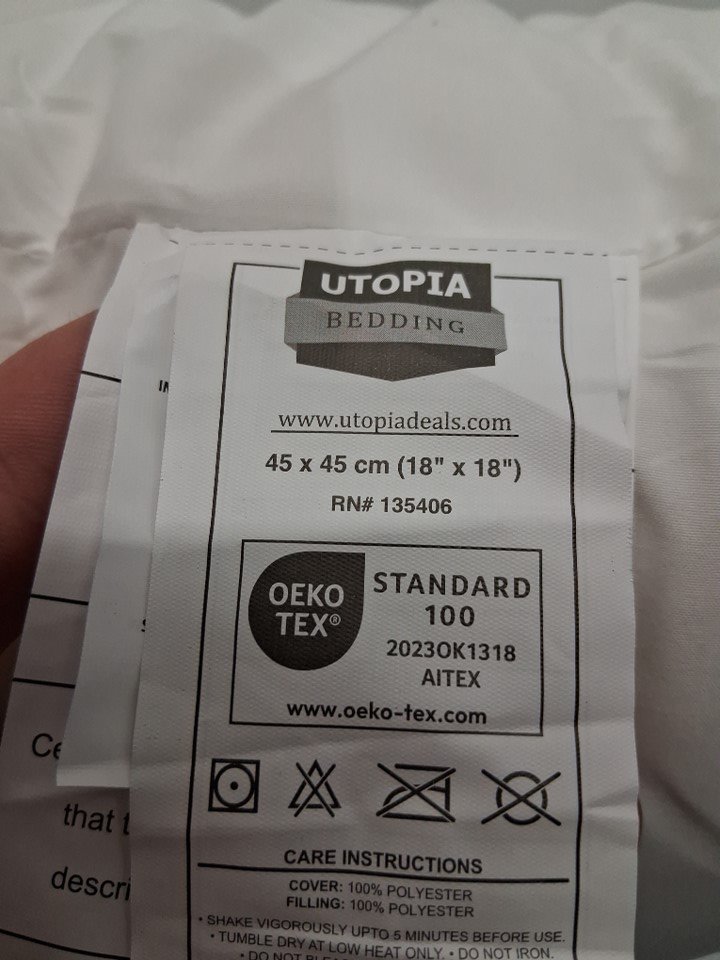 UTOPIA
BEDDING
www.utopiadeals.com
45 x 45 cm (18" x 18")
RN# 135406
OEKO
TEX®
STANDARD
100
2023OK1318
AITEX
www.oeko-tex.com
CARE INSTRUCTIONS
COVER: 100% POLYESTER
FILLING: 100% POLYESTER
• SHAKE VIGOROUSLY UPTO 5 MINUTES BEFORE USE.
• TUMBLE DRY AT LOW HEAT ONLY. • DO NOT IRON.
• DO NOT
that